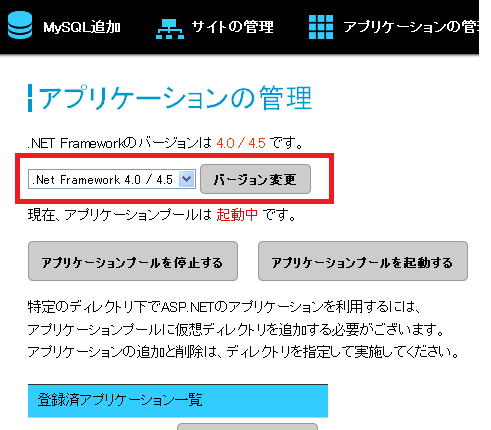 MySQL追加 サイトの管理 アプリケーションの管
アプリケーションの管理
.NET Frameworkのバージョンは 4.0 / 4.5 です。
.Net Framework 4.0 / 4.5 バージョン変更
現在、アプリケーションプールは 起動中 です。
アプリケーションプールを停止する アプリケーションプールを起動する
特定のディレクトリ下でASP.NETのアプリケーションを利用するには、
アプリケーションプールに仮想ディレクトリを追加する必要がございます。
アプリケーションの追加と削除は、ディレクトリを指定して実施してください。
登録済アプリケーション一覧